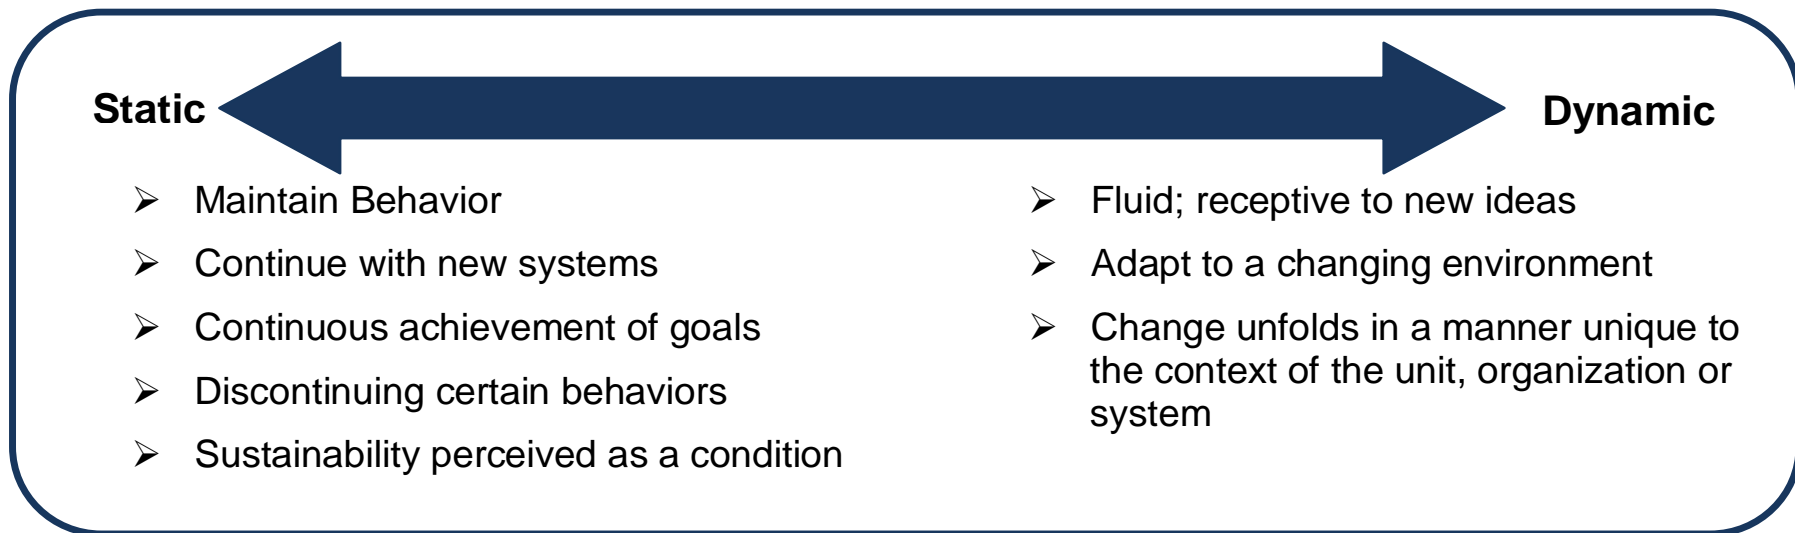 Static
Dynamic
➢ Maintain Behavior
➢ Continue with new systems
➢ Continuous achievement of goals
➢ Discontinuing certain behaviors
➢ Sustainability perceived as a condition
➢ Fluid; receptive to new ideas
➢ Adapt to a changing environment
➢ Change unfolds in a manner unique to
the context of the unit, organization or
system